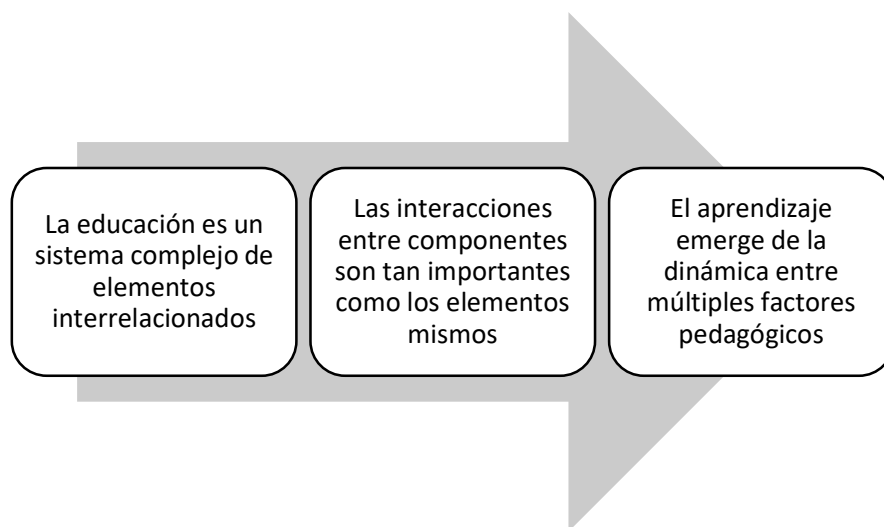 La educación es un
sistema complejo de
elementos
interrelacionados
Las interacciones
entre componentes
son tan importantes
como los elementos
mismos
El aprendizaje
emerge de la
dinámica entre
múltiples factores
pedagógicos